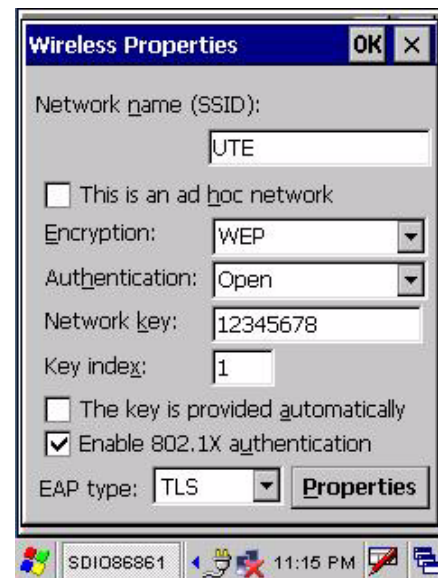 Wireless Properties OK ×
Network name (SSID):
UTE
This is an ad hoc network
Encryption: WEP
Authentication: Open
Network key: 12345678
Key index: 1
The key is provided automatically
Enable 802.1X authentication
EAP type: TLS Properties
SDIO86861 11:15 PM